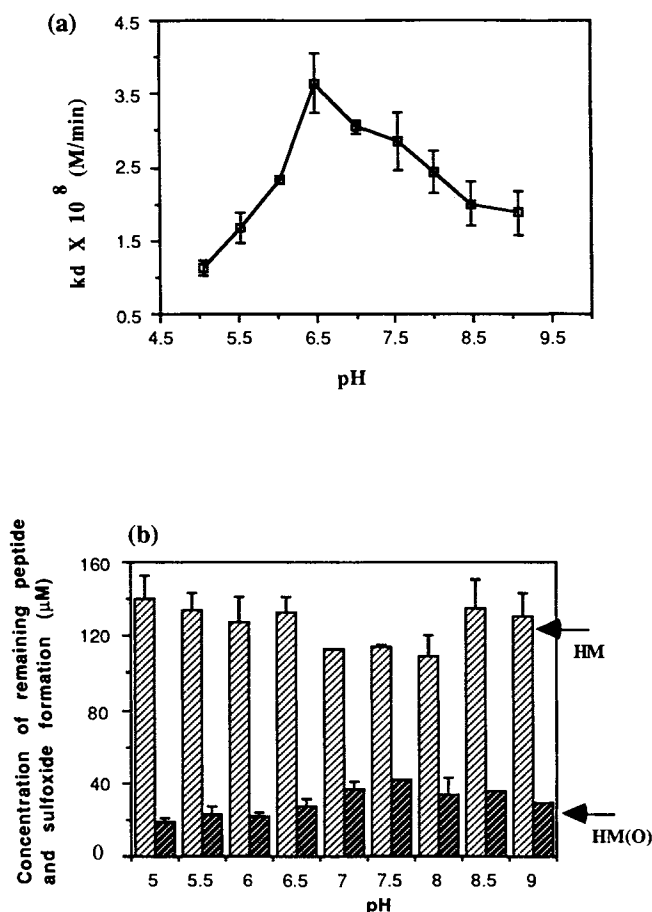 (a)
kd X 10^8 (M/min)
4.5
3.5
2.5
1.5
0.5
4.5 5.5 6.5 7.5 8.5 9.5
pH
(b)
Concentration of remaining peptide
and sulfoxide formation (μM)
160
120
80
40
0
HM
HM(O)
5 5.5 6 6.5 7 7.5 8 8.5 9
pH